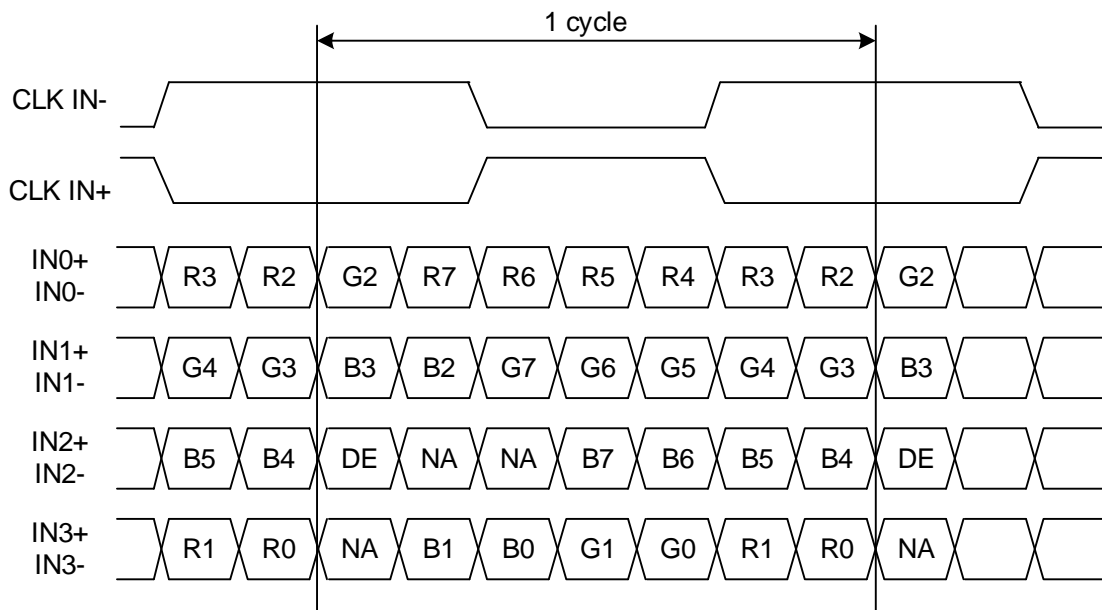 1 cycle
CLK IN-
CLK IN+
IN0+
IN0-
R3 R2 G2 R7 R6 R5 R4 R3 R2 G2
IN1+
IN1-
G4 G3 B3 B2 G7 G6 G5 G4 G3 B3
IN2+
IN2-
B5 B4 DE NA NA B7 B6 B5 B4 DE
IN3+
IN3-
R1 R0 NA B1 B0 G1 G0 R1 R0 NA